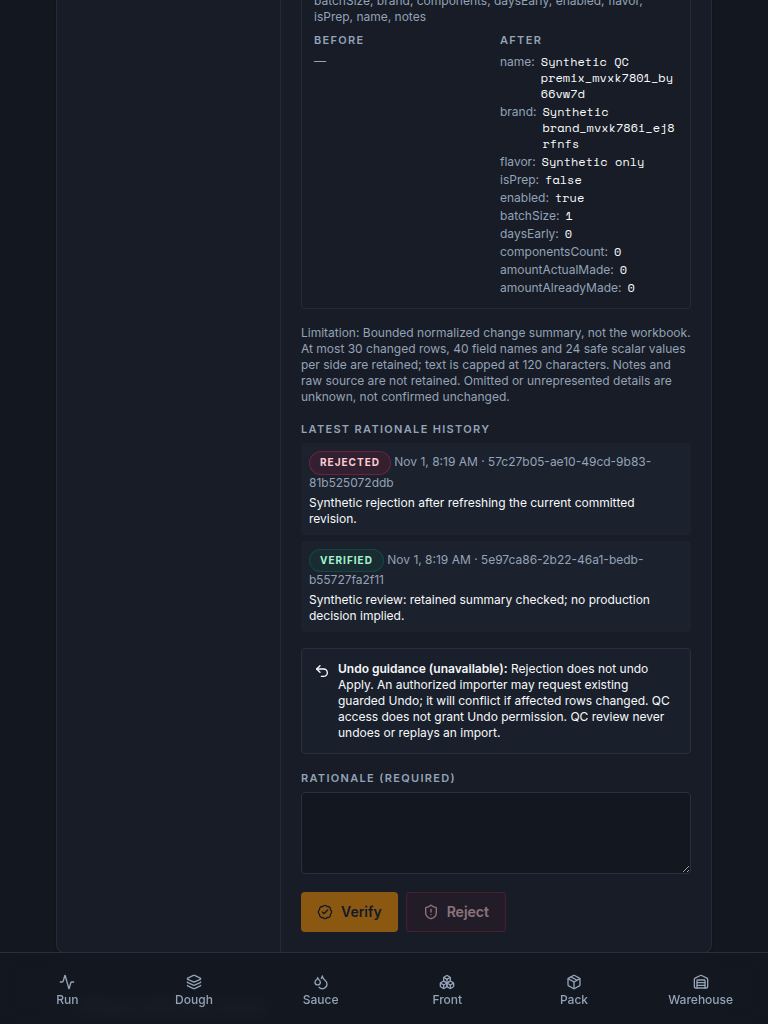 batchSize, brand, components, daysEarly, enabled, flavor,
isPrep, name, notes
BEFORE
AFTER
—
name: Synthetic QC
premix_mvxk7801_by
66vw7d
brand: Synthetic
brand_mvxk786i_ej8
rfnfs
flavor: Synthetic only
isPrep: false
enabled: true
batchSize: 1
daysEarly: 0
componentsCount: 0
amountActualMade: 0
amountAlreadyMade: 0
Limitation: Bounded normalized change summary, not the workbook.
At most 30 changed rows, 40 field names and 24 safe scalar values
per side are retained; text is capped at 120 characters. Notes and
raw source are not retained. Omitted or unrepresented details are
unknown, not confirmed unchanged.
LATEST RATIONALE HISTORY
REJECTED Nov 1, 8:19 AM · 57c27b05-ae10-49cd-9b83-
81b525072ddb
Synthetic rejection after refreshing the current committed
revision.
VERIFIED Nov 1, 8:19 AM · 5e97ca86-2b22-46a1-bedb-
b55727fa2f11
Synthetic review: retained summary checked; no production
decision implied.
Undo guidance (unavailable): Rejection does not undo
Apply. An authorized importer may request existing
guarded Undo; it will conflict if affected rows changed. QC
access does not grant Undo permission. QC review never
undoes or replays an import.
RATIONALE (REQUIRED)
Verify
Reject
Run
Dough
Sauce
Front
Pack
Warehouse